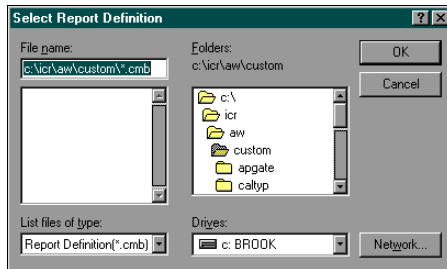 Select Report Definition
File name:
c:\icr\aw\custom\*.cmb
Folders:
c:\icr\aw\custom
OK
Cancel
c:\
icr
aw
custom
apgate
caltyp
List files of type:
Report Definition(*.cmb)
Drives:
c: BROOK
Network...